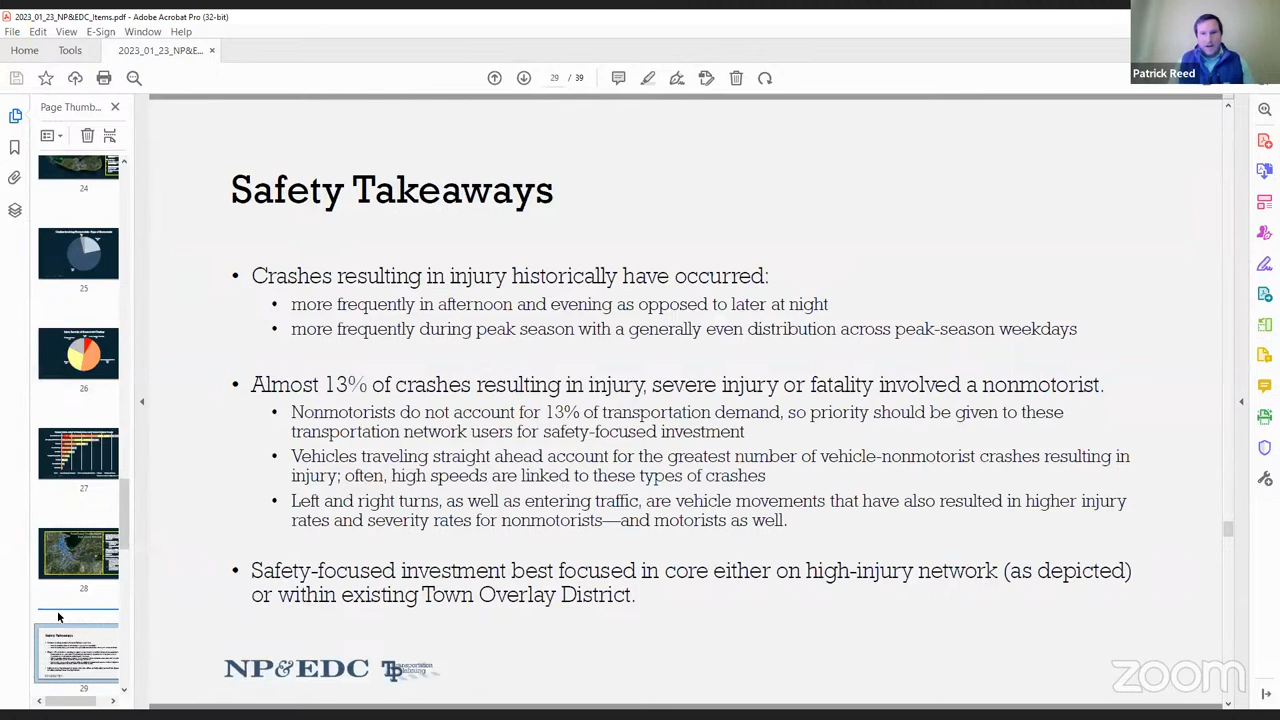 2023_01_23_NP&EDC_Items.pdf - Adobe Acrobat Pro (32-bit)
File Edit View E-Sign Window Help
Home Tools 2023_01_23_NP&E... ×
29 / 39
Patrick Reed
Page Thumb...
24
25
26
27
28
Safety Takeaways
29
Safety Takeaways
• Crashes resulting in injury historically have occurred:
• more frequently in afternoon and evening as opposed to later at night
• more frequently during peak season with a generally even distribution across peak-season weekdays
• Almost 13% of crashes resulting in injury, severe injury or fatality involved a nonmotorist.
• Nonmotorists do not account for 13% of transportation demand, so priority should be given to these
transportation network users for safety-focused investment
• Vehicles traveling straight ahead account for the greatest number of vehicle-nonmotorist crashes resulting in
injury; often, high speeds are linked to these types of crashes
• Left and right turns, as well as entering traffic, are vehicle movements that have also resulted in higher injury
rates and severity rates for nonmotorists—and motorists as well.
• Safety-focused investment best focused in core either on high-injury network (as depicted)
or within existing Town Overlay District.
NP&EDC TP Transportation
Planning
zoom